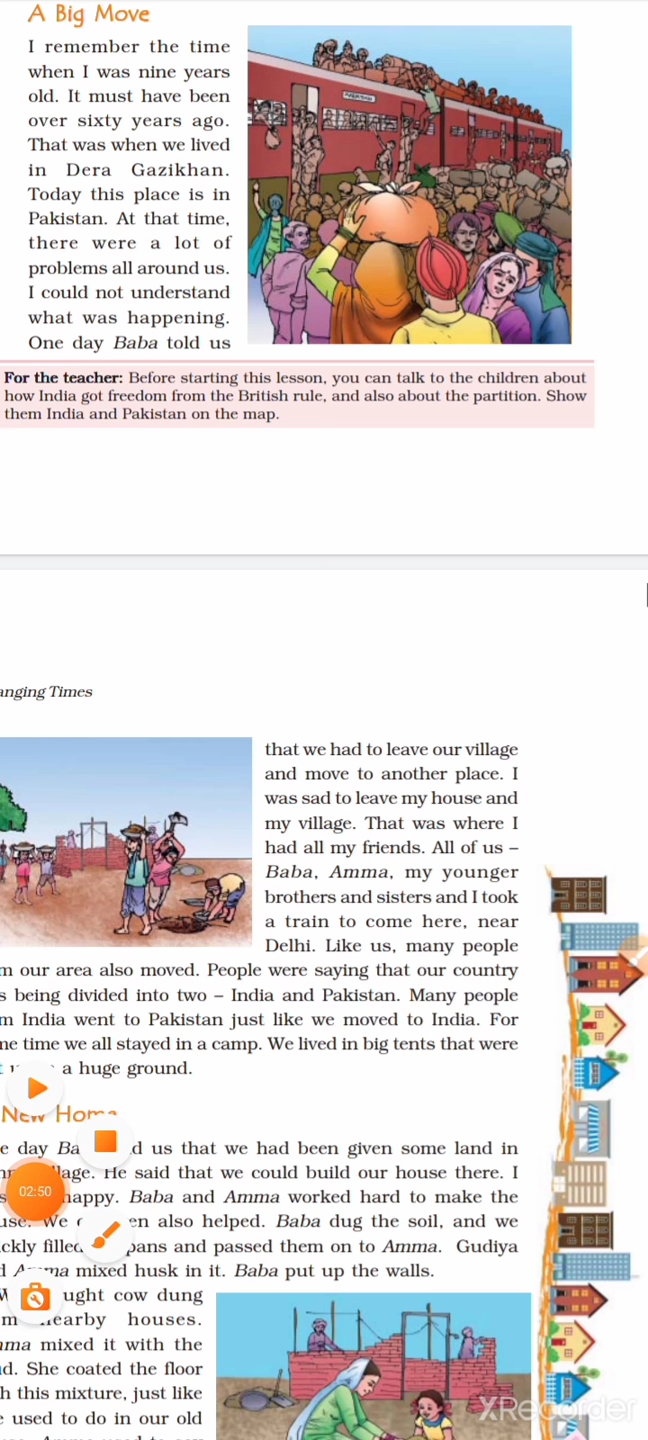 A Big Move
I remember the time
when I was nine years
old. It must have been
over sixty years ago.
That was when we lived
in Dera Gazikhan.
Today this place is in
Pakistan. At that time,
there were a lot of
problems all around us.
I could not understand
what was happening.
One day Baba told us
For the teacher: Before starting this lesson, you can talk to the children about
how India got freedom from the British rule, and also about the partition. Show
them India and Pakistan on the map.
anging Times
that we had to leave our village
and move to another place. I
was sad to leave my house and
my village. That was where I
had all my friends. All of us –
Baba, Amma, my younger
brothers and sisters and I took
a train to come here, near
Delhi. Like us, many people
m our area also moved. People were saying that our country
s being divided into two – India and Pakistan. Many people
m India went to Pakistan just like we moved to India. For
me time we all stayed in a camp. We lived in big tents that were
a huge ground.
New Home
e day Ba d us that we had been given some land in
lage. He said that we could build our house there. I
happy. Baba and Amma worked hard to make the
use. We en also helped. Baba dug the soil, and we
ckly filled pans and passed them on to Amma. Gudiya
d Amma mixed husk in it. Baba put up the walls.
ught cow dung
m nearby houses.
ma mixed it with the
d. She coated the floor
h this mixture, just like
e used to do in our old
02:50
XRecorder